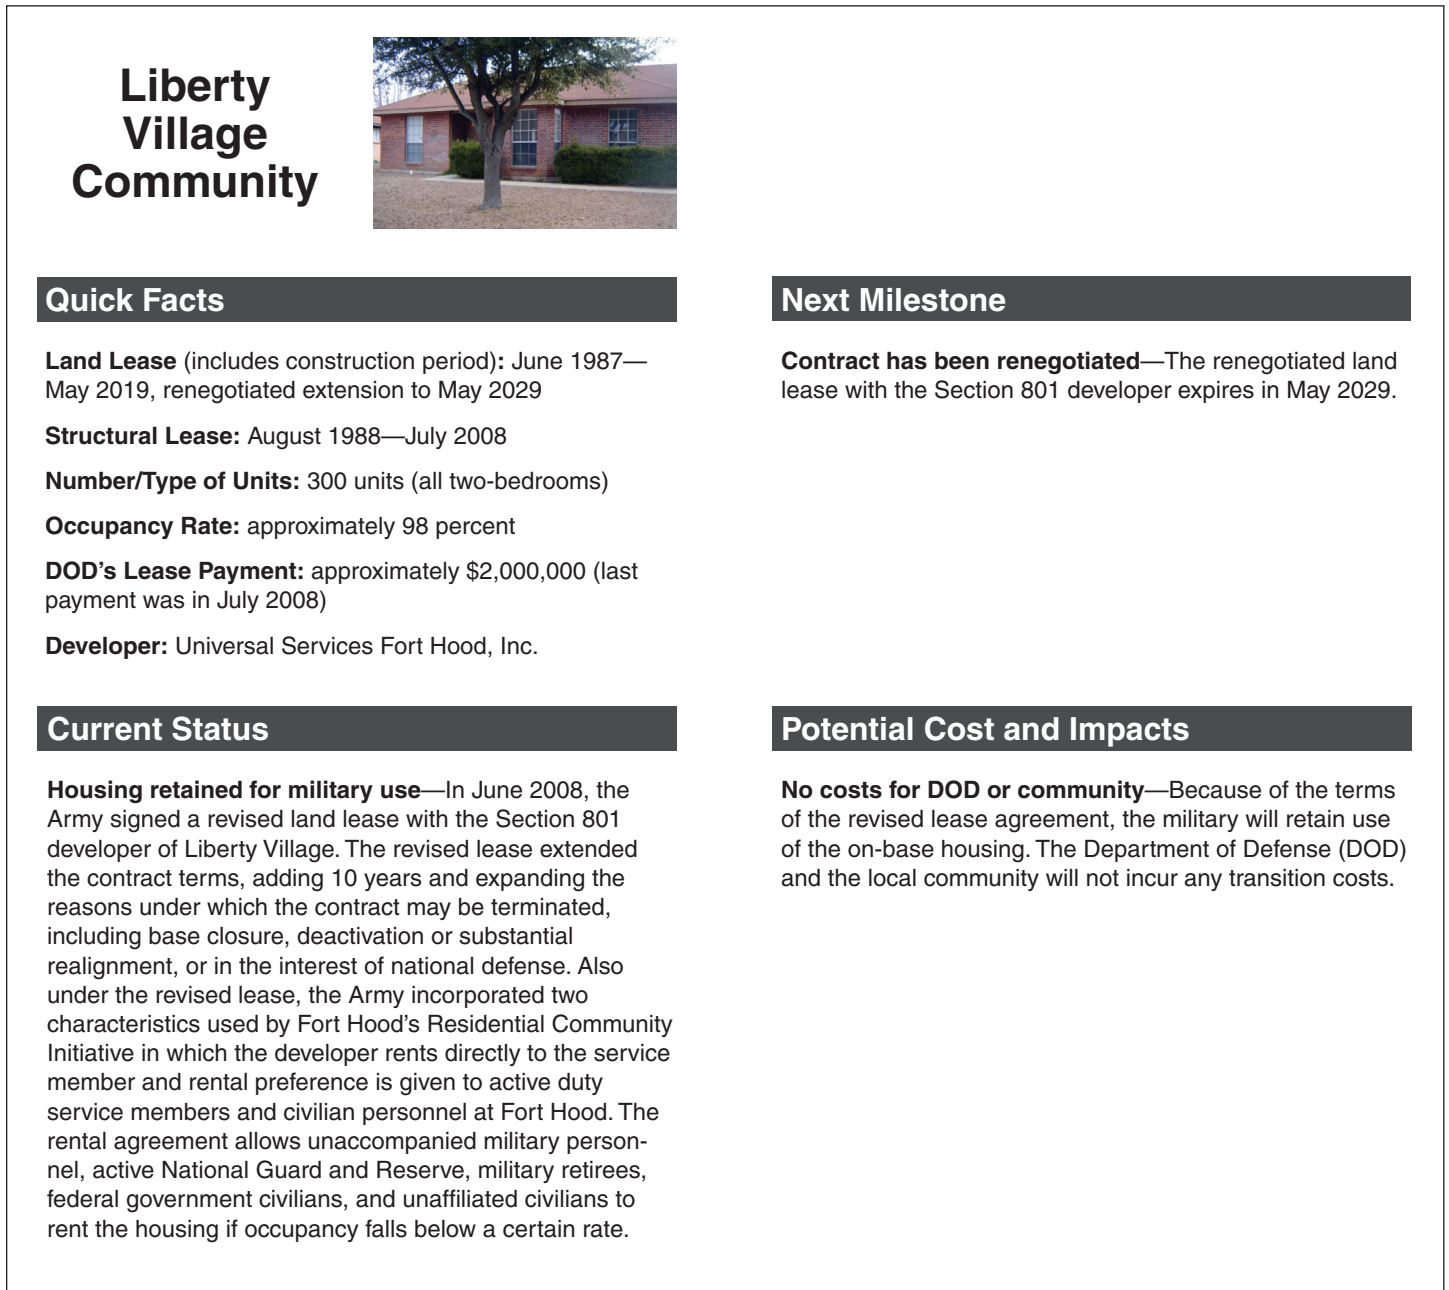 Liberty
Village
Community
Quick Facts
Land Lease (includes construction period): June 1987—
May 2019, renegotiated extension to May 2029
Structural Lease: August 1988—July 2008
Number/Type of Units: 300 units (all two-bedrooms)
Occupancy Rate: approximately 98 percent
DOD’s Lease Payment: approximately $2,000,000 (last
payment was in July 2008)
Developer: Universal Services Fort Hood, Inc.
Next Milestone
Contract has been renegotiated—The renegotiated land
lease with the Section 801 developer expires in May 2029.
Current Status
Housing retained for military use—In June 2008, the
Army signed a revised land lease with the Section 801
developer of Liberty Village. The revised lease extended
the contract terms, adding 10 years and expanding the
reasons under which the contract may be terminated,
including base closure, deactivation or substantial
realignment, or in the interest of national defense. Also
under the revised lease, the Army incorporated two
characteristics used by Fort Hood’s Residential Community
Initiative in which the developer rents directly to the service
member and rental preference is given to active duty
service members and civilian personnel at Fort Hood. The
rental agreement allows unaccompanied military person-
nel, active National Guard and Reserve, military retirees,
federal government civilians, and unaffiliated civilians to
rent the housing if occupancy falls below a certain rate.
Potential Cost and Impacts
No costs for DOD or community—Because of the terms
of the revised lease agreement, the military will retain use
of the on-base housing. The Department of Defense (DOD)
and the local community will not incur any transition costs.